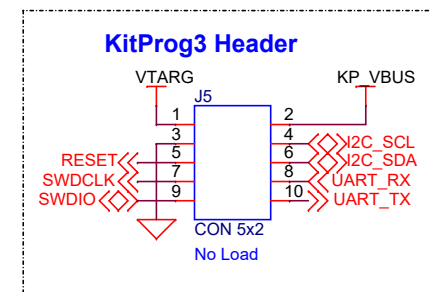 KitProg3 Header
VTARG KP_VBUS
J5
1 2
3 4 I2C_SCL
RESET 5 6 I2C_SDA
SWDCLK 7 8 UART_RX
SWDIO 9 10 UART_TX
CON 5x2
No Load